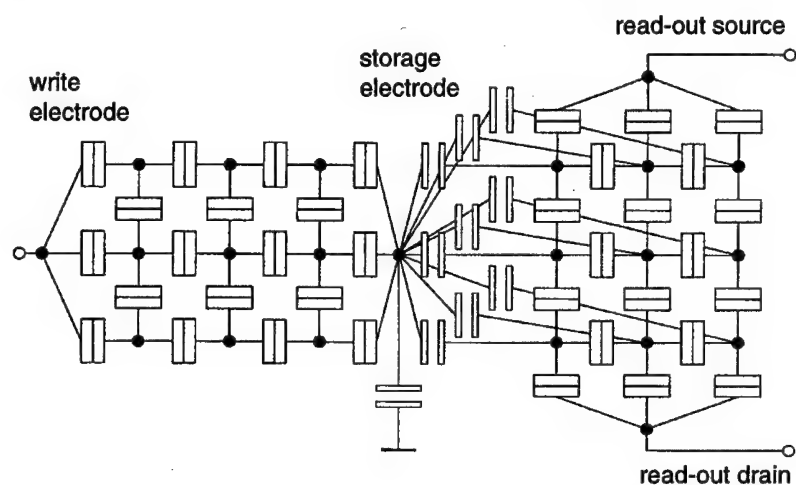 read-out source
storage
electrode
write
electrode
read-out drain